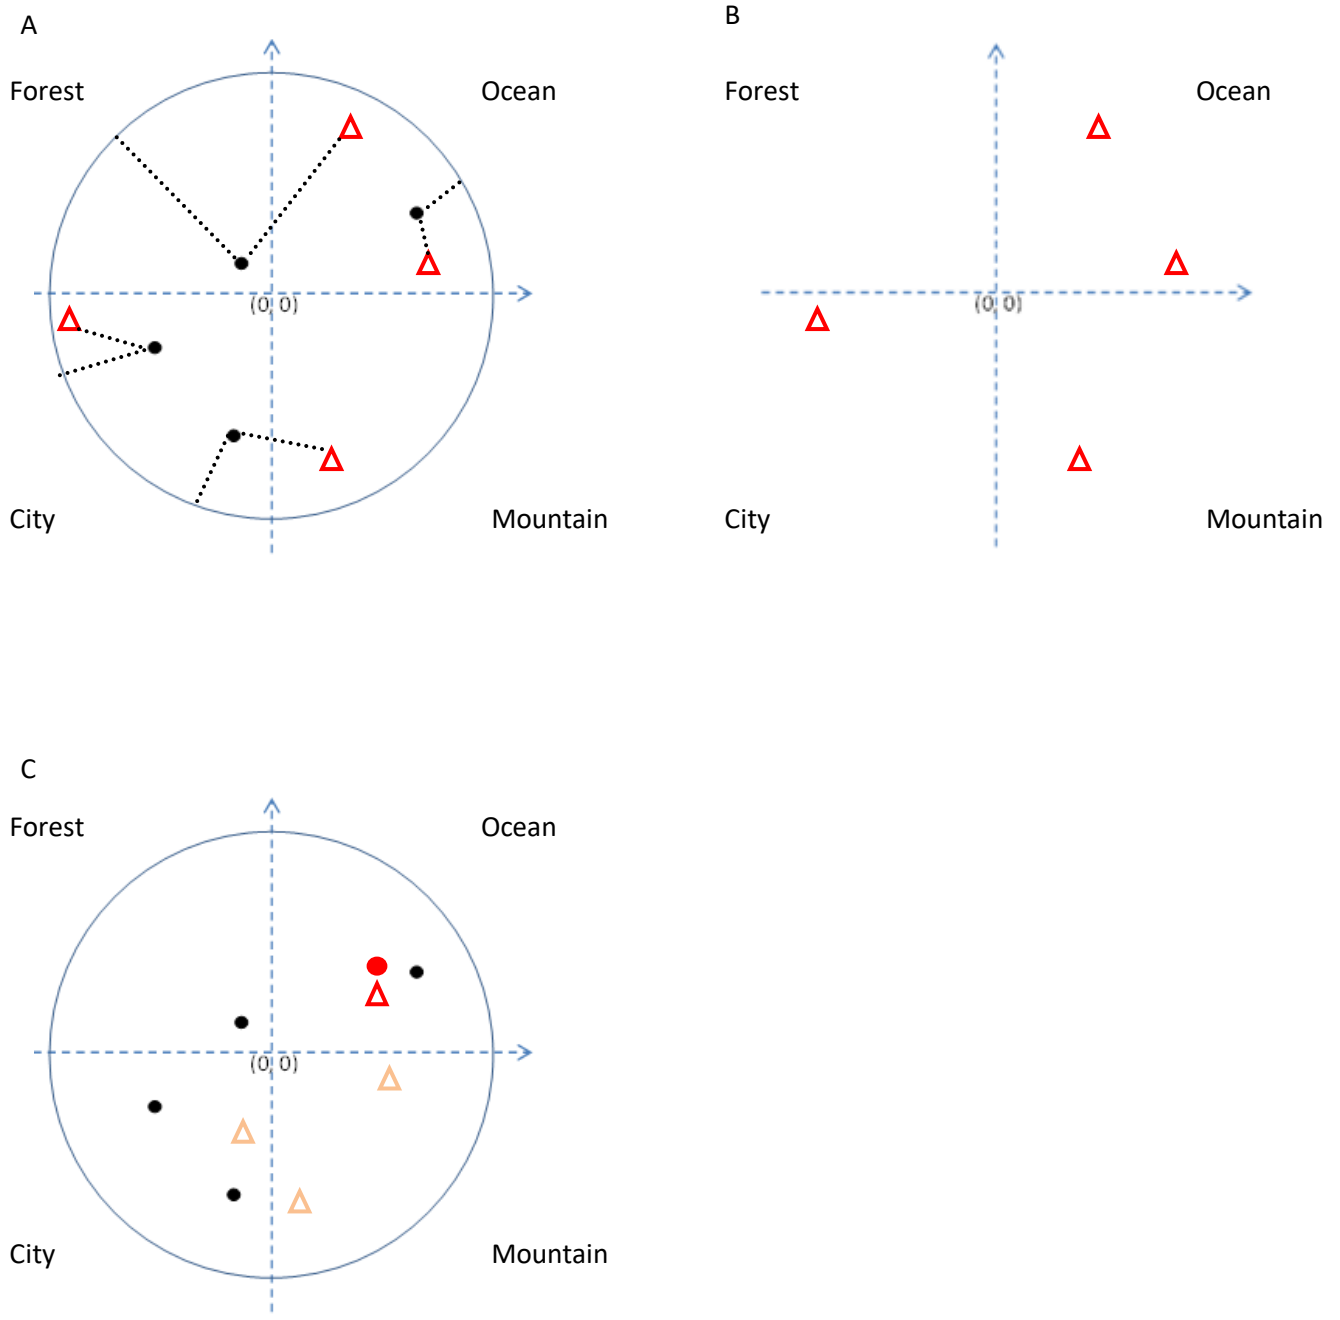 A
B
Forest
Ocean
Forest
Ocean
(0, 0)
(0, 0)
City
Mountain
City
Mountain
C
Forest
Ocean
(0, 0)
City
Mountain